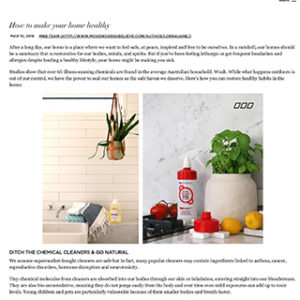 How to make your home healthy
After a long day, our home is a place where we want to feel safe, at peace, inspired and free to be ourselves. In a nutshell, our homes should
be a sanctuary that is restorative for our bodies, minds, and spirits. But if you've been feeling lethargic or get frequent headaches and
allergies despite leading a healthy lifestyle, your home might be making you sick.
Studies show that over 65 illness-causing chemicals are found in the average Australian household. Woah. While what happens outdoors is
out of our control, we have the power to send our homes as the safe haven we deserve. Here's how you can restore healthy habits in the
home:
DITCH THE CHEMICAL CLEANERS & GO NATURAL
We assume supermarket-bought cleaners are safe but in fact, many popular cleaners may contain ingredients linked to asthma, cancer,
reproductive disorders, hormone disruption and neurotoxicity.
Tiny chemical molecules from cleaners are absorbed into our bodies through our skin or inhalation, entering straight into our bloodstream.
They are also bio-accumulative, meaning they do not purge easily from the body and over time even mild exposures can add up to toxic
levels. Young children and pets are particularly vulnerable because of their smaller bodies and breath faster.